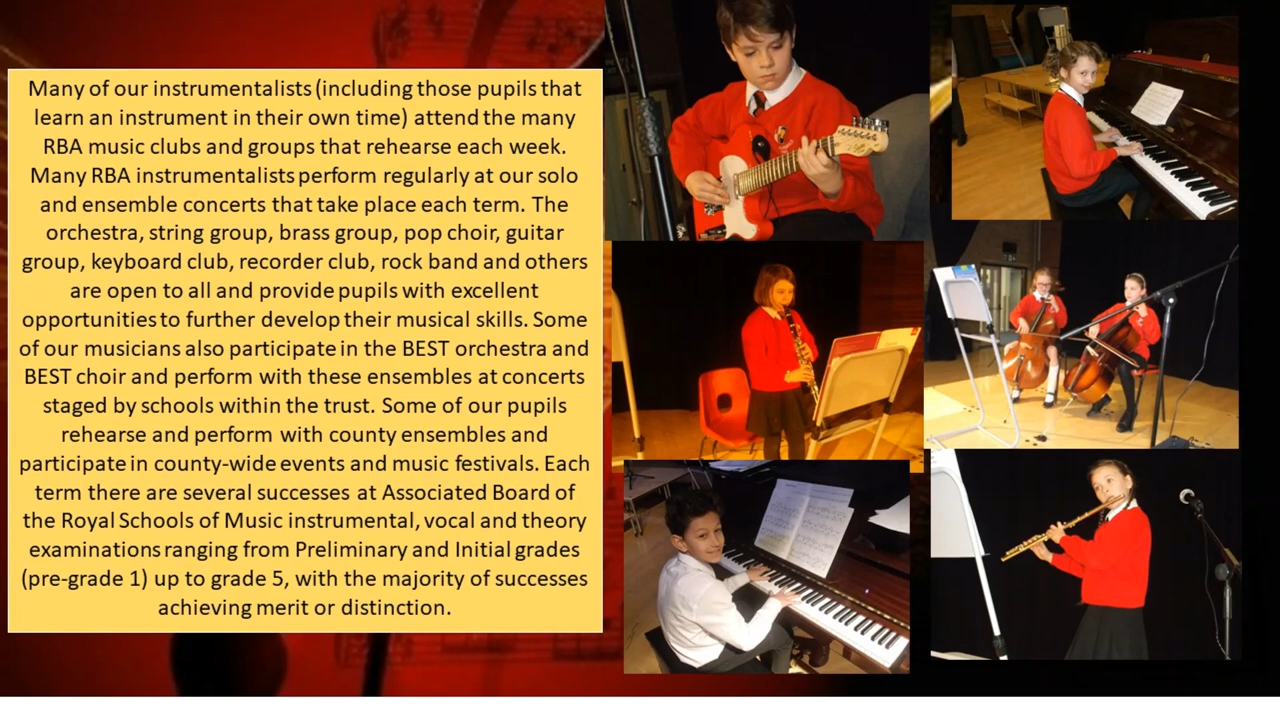 Many of our instrumentalists (including those pupils that
learn an instrument in their own time) attend the many
RBA music clubs and groups that rehearse each week.
Many RBA instrumentalists perform regularly at our solo
and ensemble concerts that take place each term. The
orchestra, string group, brass group, pop choir, guitar
group, keyboard club, recorder club, rock band and others
are open to all and provide pupils with excellent
opportunities to further develop their musical skills. Some
of our musicians also participate in the BEST orchestra and
BEST choir and perform with these ensembles at concerts
staged by schools within the trust. Some of our pupils
rehearse and perform with county ensembles and
participate in county-wide events and music festivals. Each
term there are several successes at Associated Board of
the Royal Schools of Music instrumental, vocal and theory
examinations ranging from Preliminary and Initial grades
(pre-grade 1) up to grade 5, with the majority of successes
achieving merit or distinction.